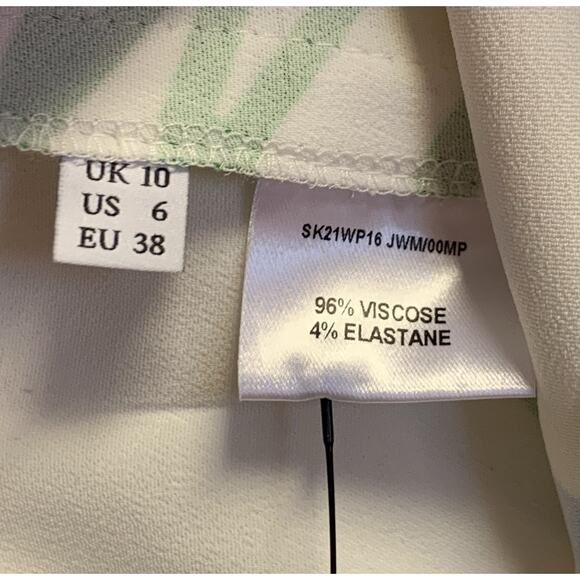 UK 10
US 6
EU 38
SK21WP16 JWM/00MP
96% VISCOSE
4% ELASTANE